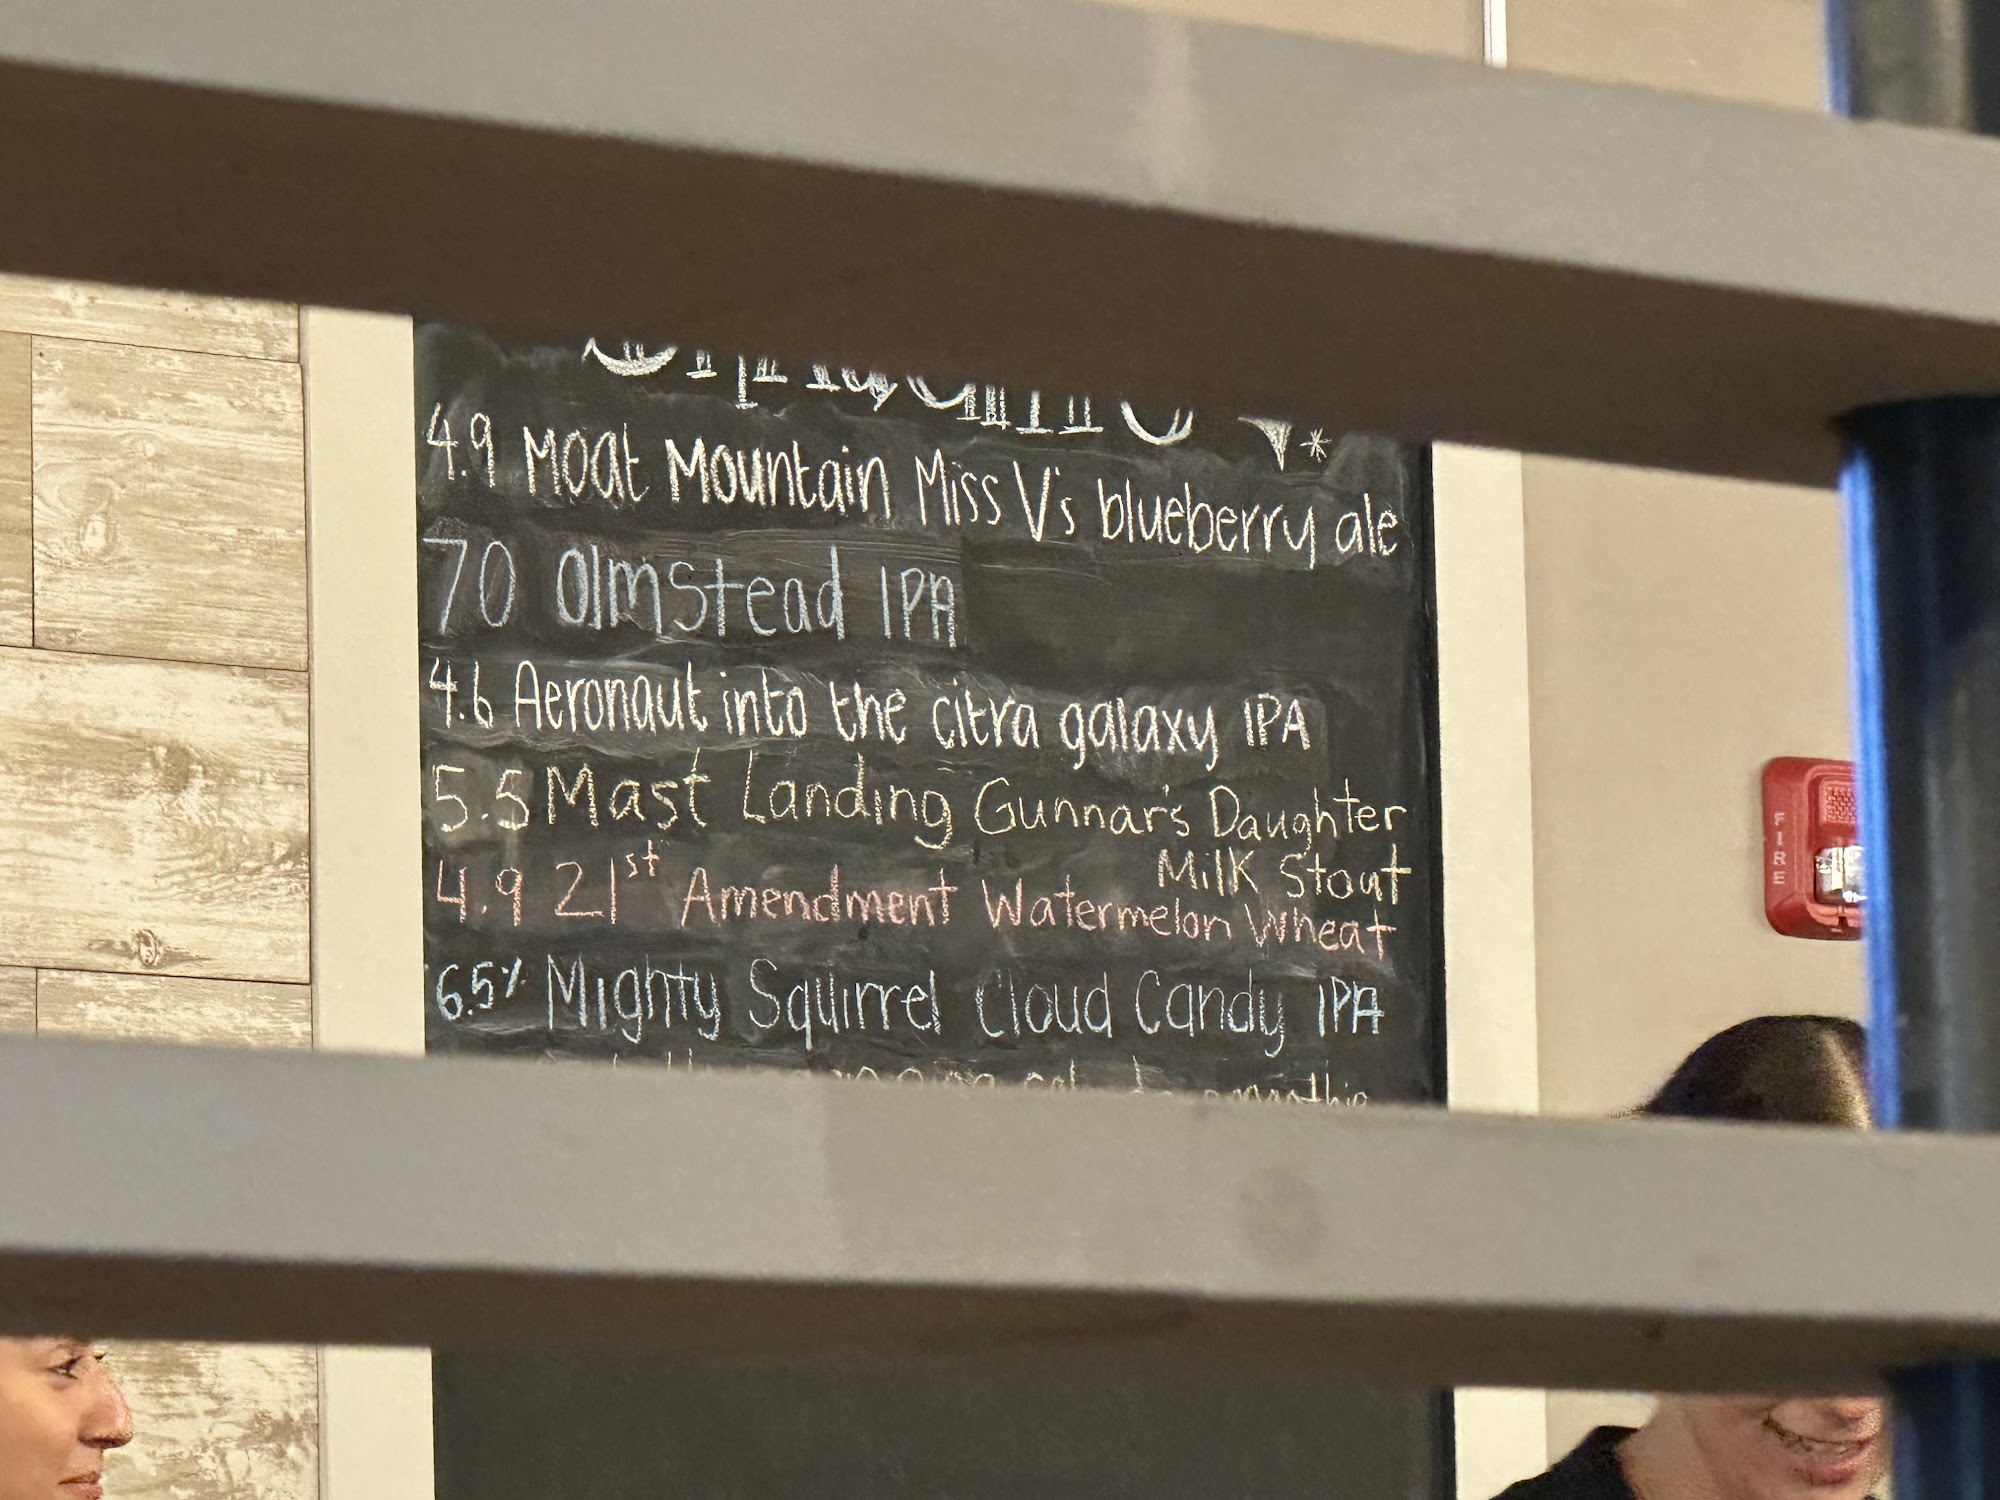 4.9 Moat Mountain Miss V's blueberry ale
70 Olmstead IPA
4.6 Aeronaut into the citra galaxy IPA
5.5 Mast Landing Gunnar's Daughter
Milk Stout
4.9 21st Amendment Watermelon Wheat
6.5% Mighty Squirrel Cloud Candy IPA
FIRE